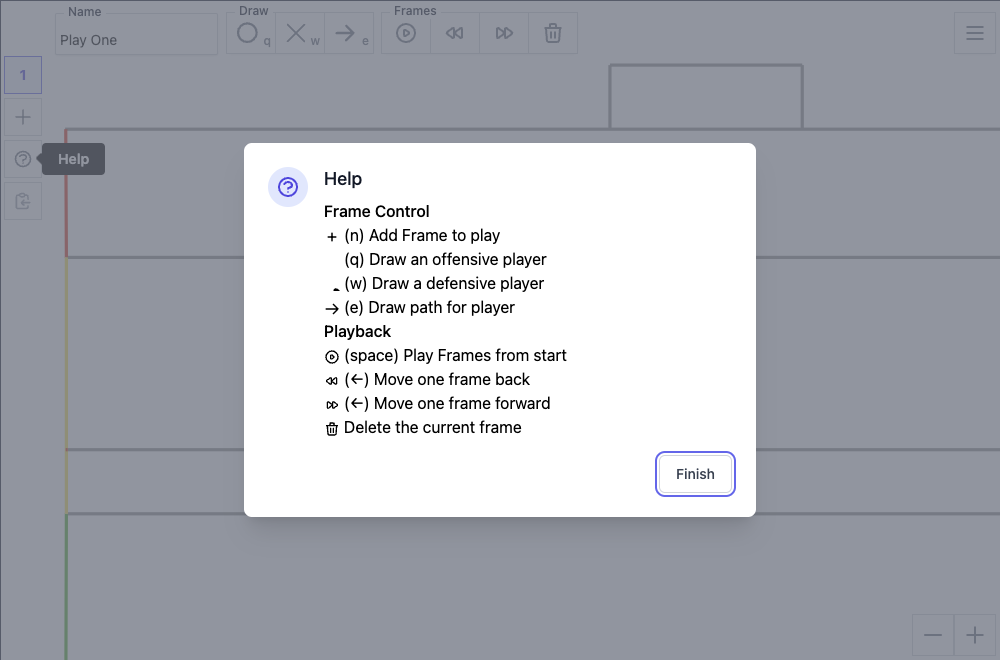 Name
Draw
Frames
Play One
q
w
e
1
Help
Help
Frame Control
+ (n) Add Frame to play
(q) Draw an offensive player
(w) Draw a defensive player
→ (e) Draw path for player
Playback
(space) Play Frames from start
(←) Move one frame back
(←) Move one frame forward
Delete the current frame
Finish